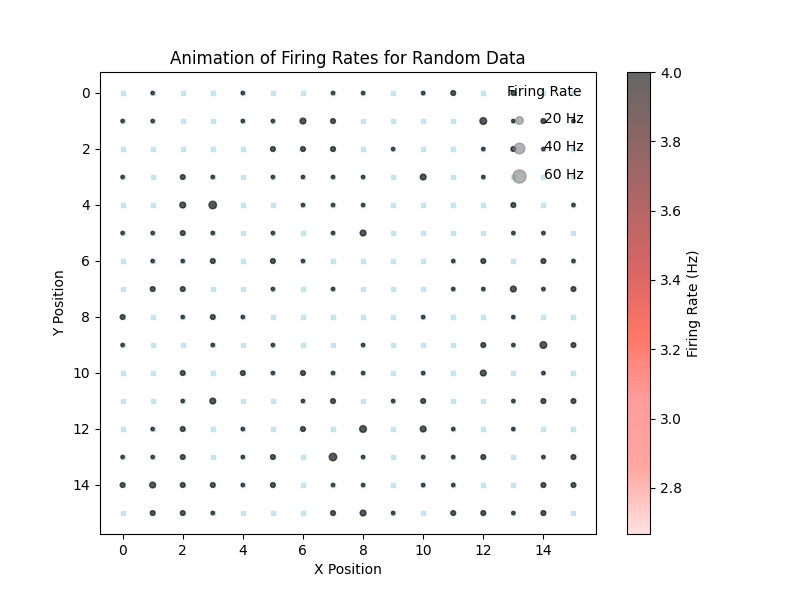 Animation of Firing Rates for Random Data
Firing Rate
20 Hz
40 Hz
60 Hz
0
2
4
6
8
10
12
14
Y Position
0 2 4 6 8 10 12 14
X Position
4.0
3.8
3.6
3.4
3.2
3.0
2.8
Firing Rate (Hz)